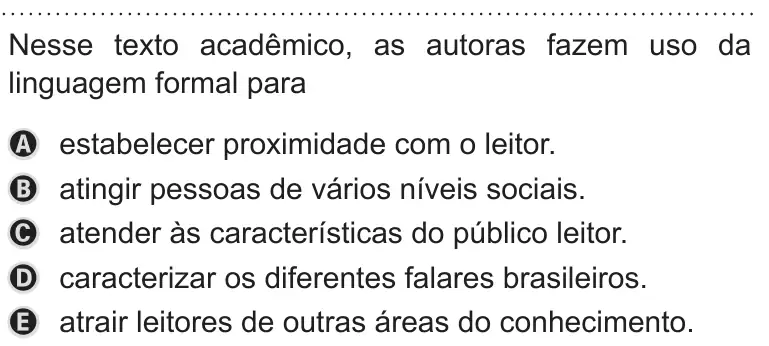 Nesse texto acadêmico, as autoras fazem uso da
linguagem formal para
A estabelecer proximidade com o leitor.
B atingir pessoas de vários níveis sociais.
C atender às características do público leitor.
D caracterizar os diferentes falares brasileiros.
E atrair leitores de outras áreas do conhecimento.